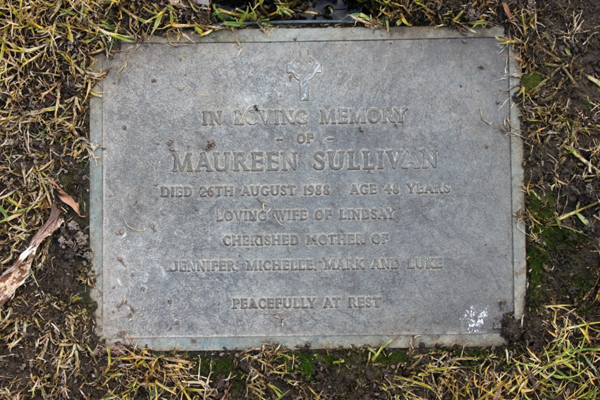 IN LOVING MEMORY
- OF -
MAUREEN SULLIVAN
DIED 26TH AUGUST 1988 AGE 48 YEARS
LOVING WIFE OF LINDSAY
CHERISHED MOTHER OF
JENNIFER, MICHELLE, MARK AND LUKE
PEACEFULLY AT REST